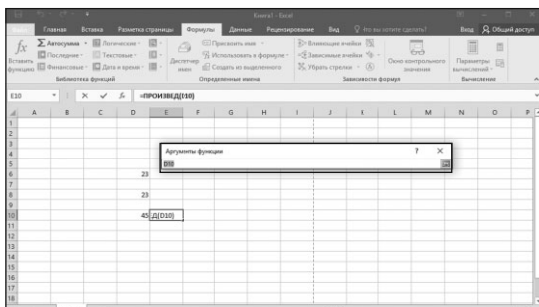 Книга1 - Excel
Файл Главная Вставка Разметка страницы Формулы Данные Рецензирование Вид Что вы хотите сделать? Вход Общий доступ
Вставить функцию
Автосумма
Последние
Финансовые
Логические
Текстовые
Дата и время
Библиотека функций
Диспетчер имен
Присвоить имя
Использовать в формуле
Создать из выделенного
Определенные имена
Влияющие ячейки
Зависимые ячейки
Убрать стрелки
Зависимости формул
Окно контрольного значения
Параметры вычислений
Вычисление
E10 fx =ПРОИЗВЕД(D10)
A B C D E F G H I J K L M N O P
1
2
3
4
Аргументы функции ? ×
5
D10
6 23
7
8 23
9
10 45 Д(D10)
11
12
13
14
15
16
17
18